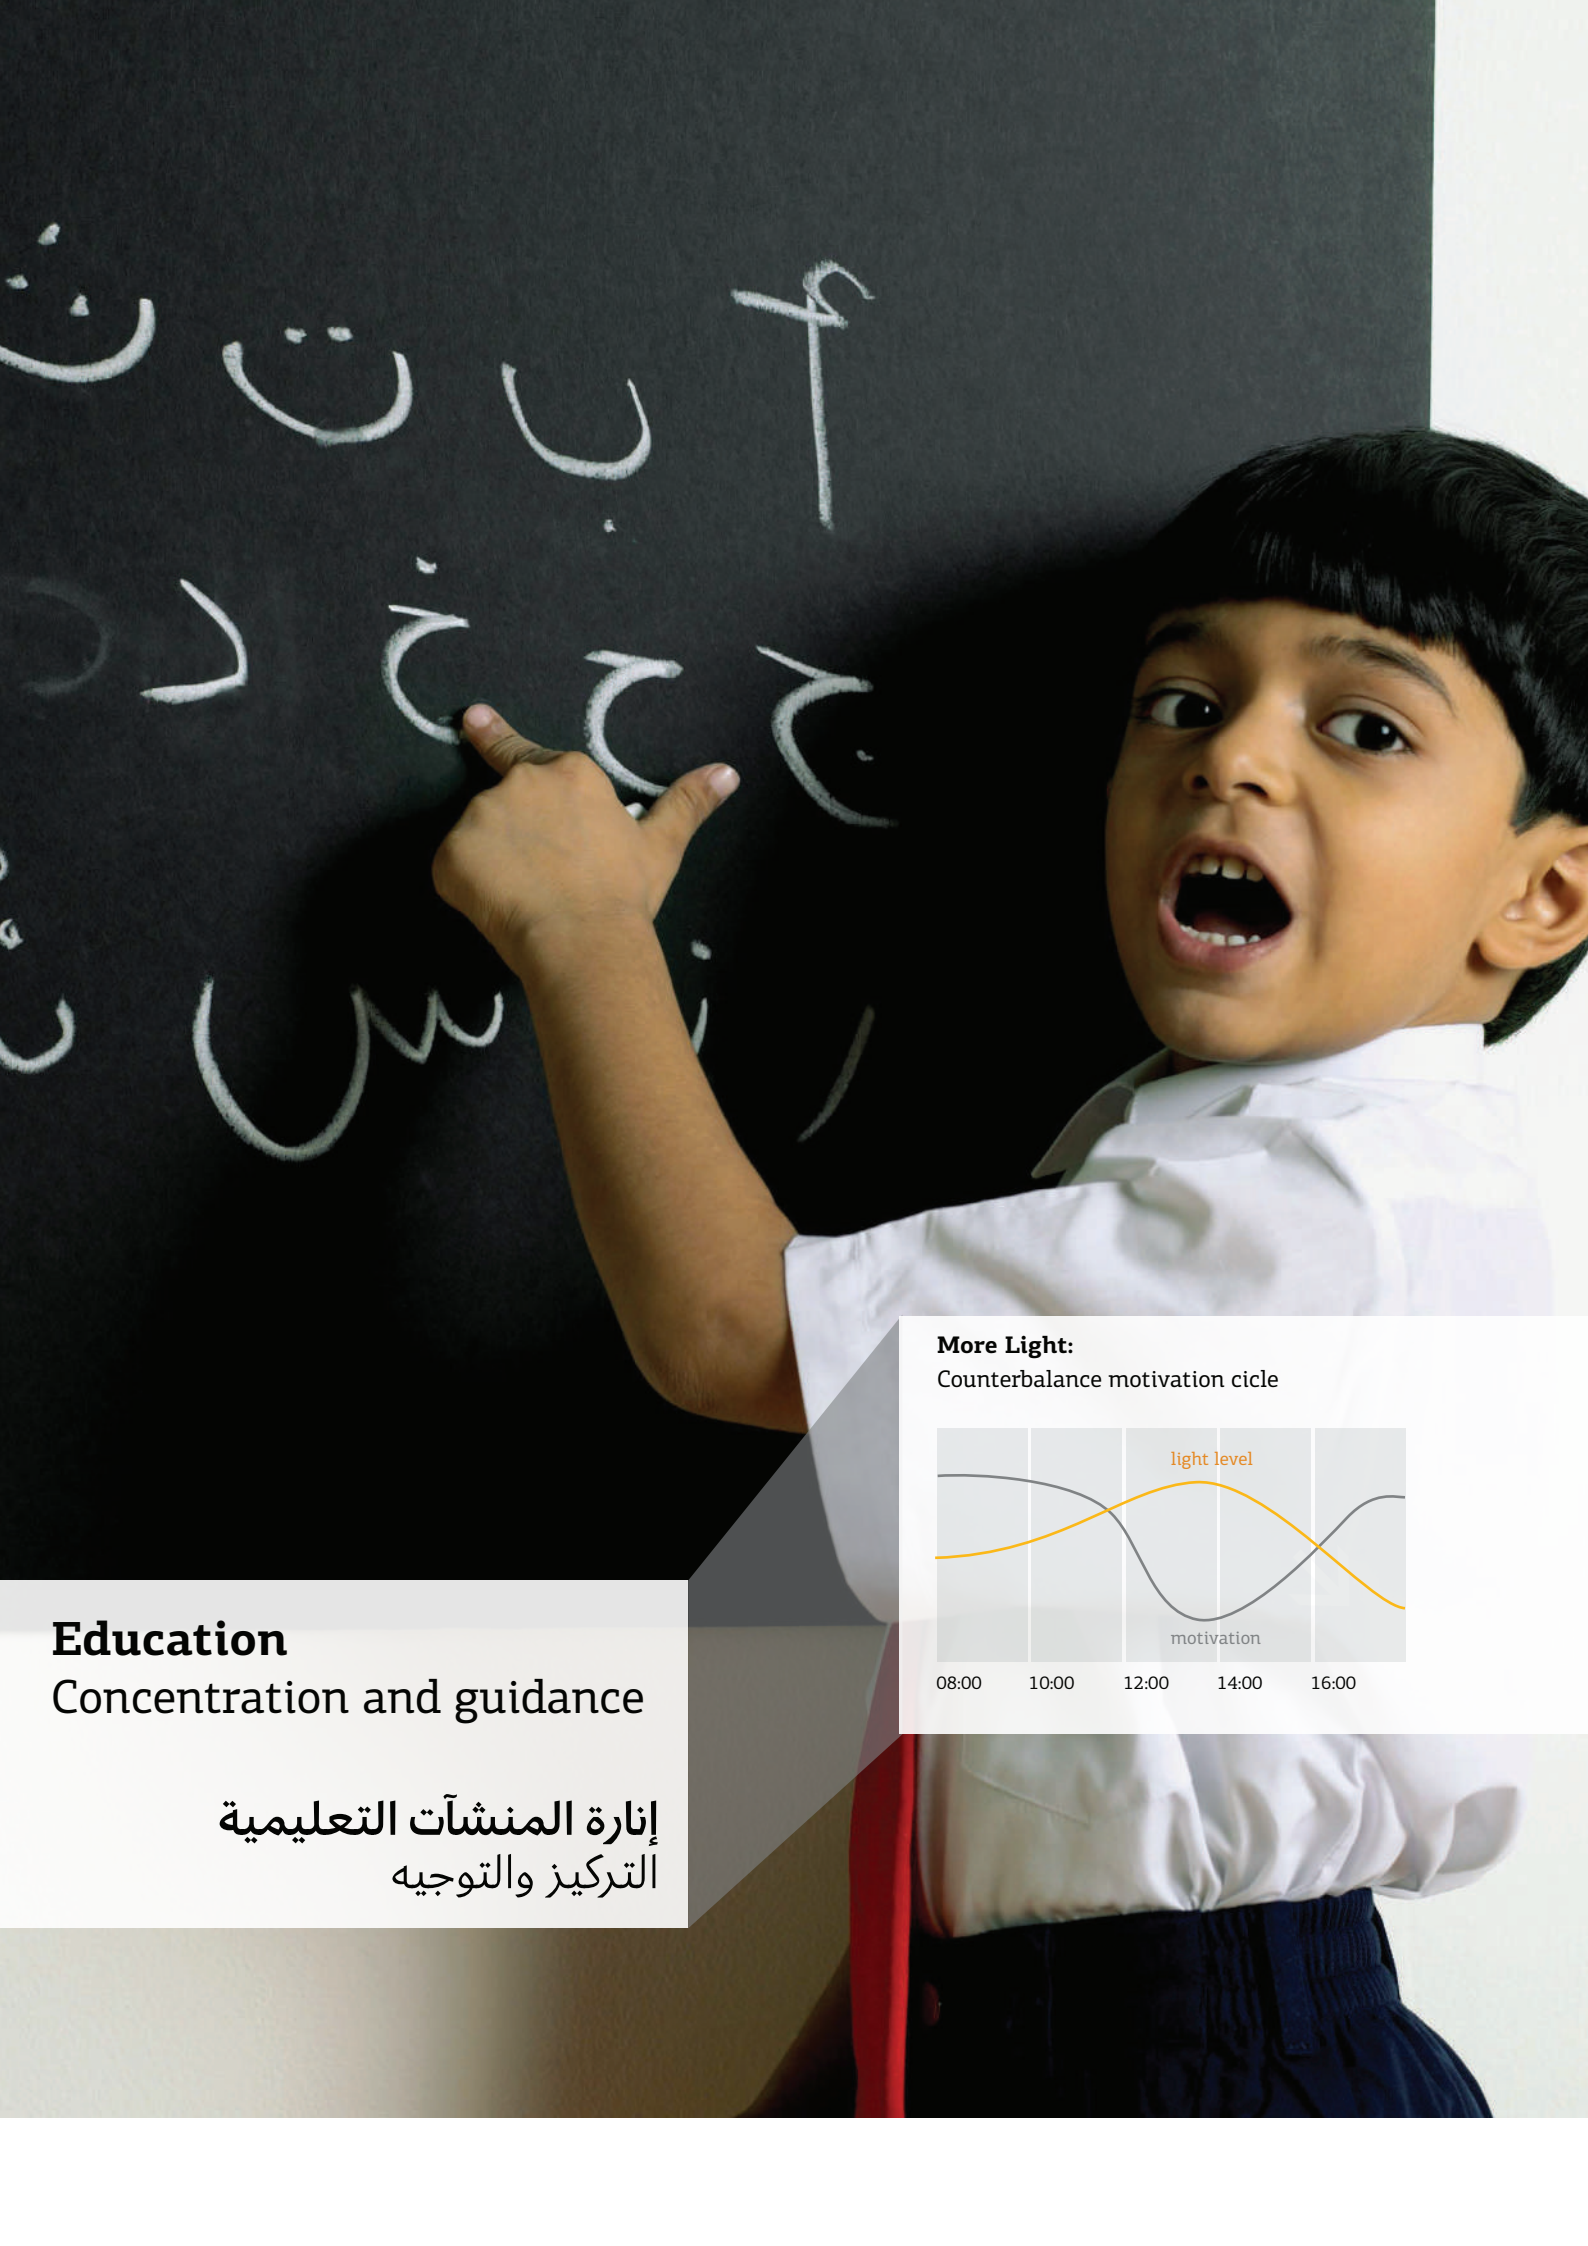 أ ب ت ث
ج ح خ د
ر ز س
More Light:
Counterbalance motivation cicle
light level
motivation
08:00 10:00 12:00 14:00 16:00
Education
Concentration and guidance
إنارة المنشآت التعليمية
التركيز والتوجيه